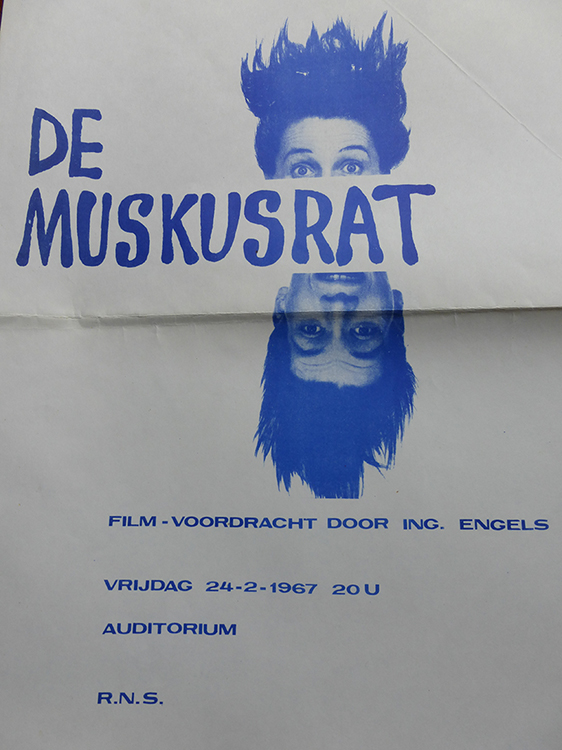 DE
MUSKUSRAT
FILM - VOORDRACHT DOOR ING. ENGELS
VRIJDAG 24-2-1967 20 U
AUDITORIUM
R.N.S.